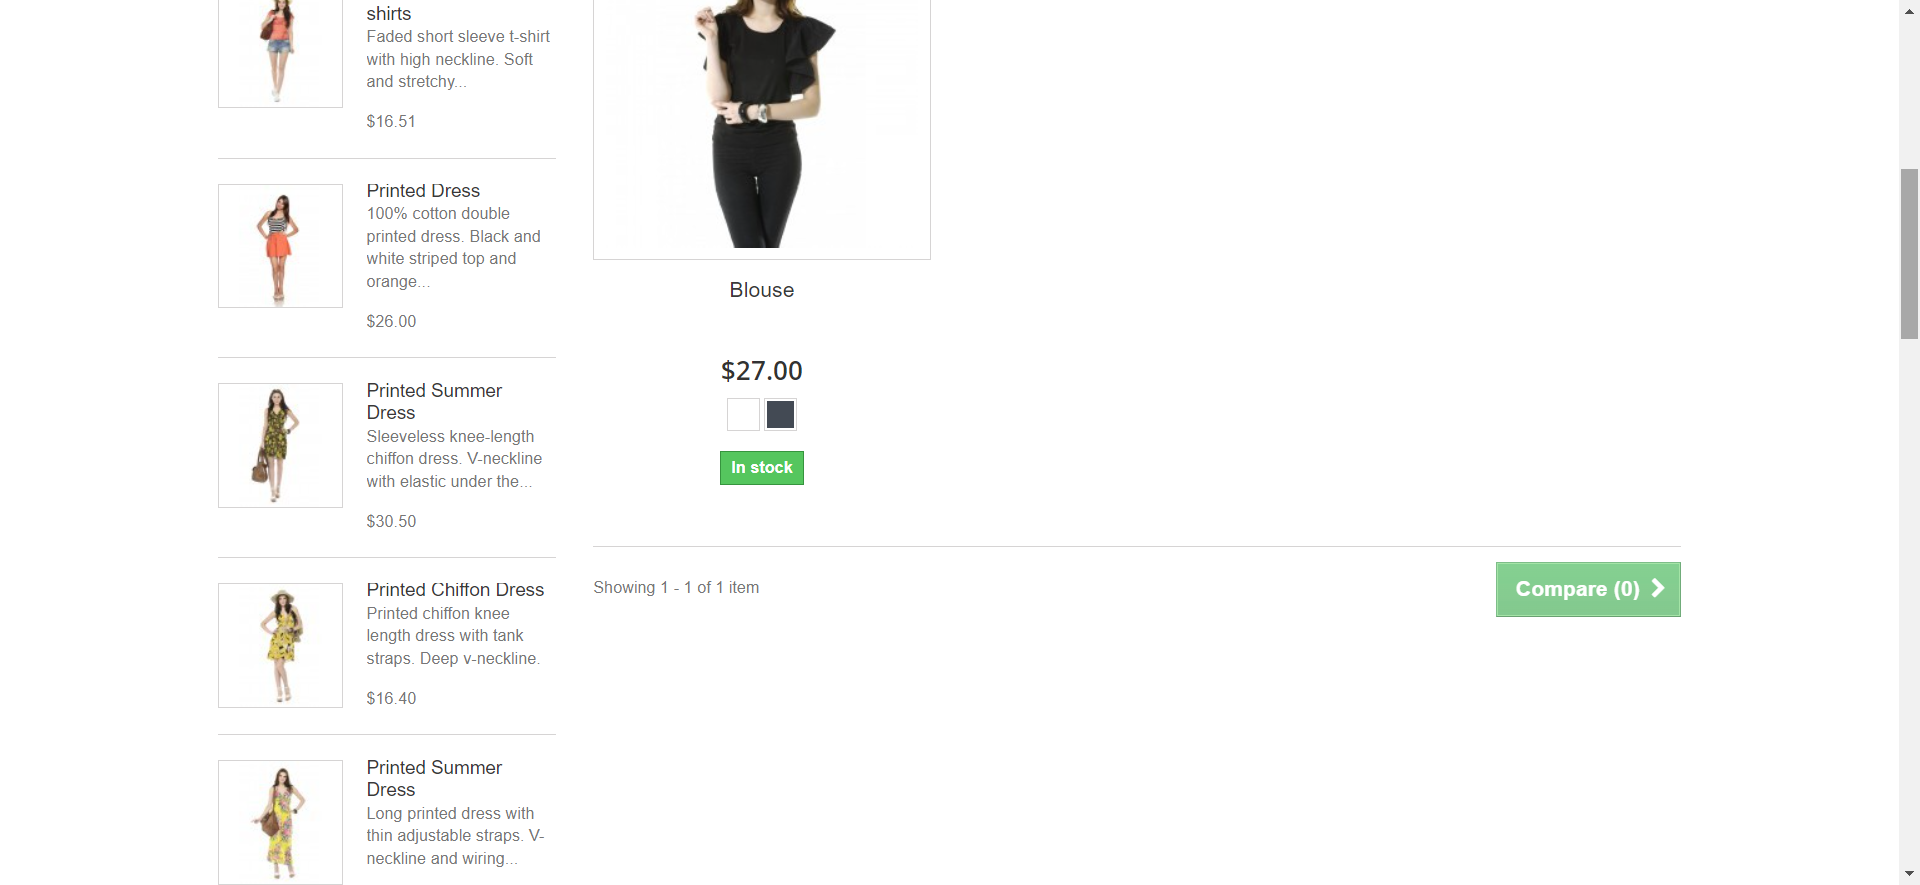 shirts
Faded short sleeve t-shirt
with high neckline. Soft
and stretchy...
$16.51
Printed Dress
100% cotton double
printed dress. Black and
white striped top and
orange...
$26.00
Printed Summer
Dress
Sleeveless knee-length
chiffon dress. V-neckline
with elastic under the...
$30.50
Printed Chiffon Dress
Printed chiffon knee
length dress with tank
straps. Deep v-neckline.
$16.40
Printed Summer
Dress
Long printed dress with
thin adjustable straps. V-
neckline and wiring...
Blouse
$27.00
In stock
Showing 1 - 1 of 1 item
Compare (0)